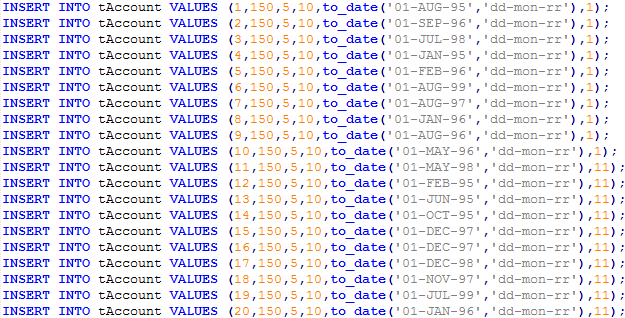 INSERT INTO tAccount VALUES (1,150,5,10,to_date('01-AUG-95','dd-mon-rr'),1);
INSERT INTO tAccount VALUES (2,150,5,10,to_date('01-SEP-96','dd-mon-rr'),1);
INSERT INTO tAccount VALUES (3,150,5,10,to_date('01-JUL-98','dd-mon-rr'),1);
INSERT INTO tAccount VALUES (4,150,5,10,to_date('01-JAN-95','dd-mon-rr'),1);
INSERT INTO tAccount VALUES (5,150,5,10,to_date('01-FEB-96','dd-mon-rr'),1);
INSERT INTO tAccount VALUES (6,150,5,10,to_date('01-AUG-99','dd-mon-rr'),1);
INSERT INTO tAccount VALUES (7,150,5,10,to_date('01-AUG-97','dd-mon-rr'),1);
INSERT INTO tAccount VALUES (8,150,5,10,to_date('01-JAN-96','dd-mon-rr'),1);
INSERT INTO tAccount VALUES (9,150,5,10,to_date('01-AUG-96','dd-mon-rr'),1);
INSERT INTO tAccount VALUES (10,150,5,10,to_date('01-MAY-96','dd-mon-rr'),1);
INSERT INTO tAccount VALUES (11,150,5,10,to_date('01-MAY-98','dd-mon-rr'),11);
INSERT INTO tAccount VALUES (12,150,5,10,to_date('01-FEB-95','dd-mon-rr'),11);
INSERT INTO tAccount VALUES (13,150,5,10,to_date('01-JUN-95','dd-mon-rr'),11);
INSERT INTO tAccount VALUES (14,150,5,10,to_date('01-OCT-95','dd-mon-rr'),11);
INSERT INTO tAccount VALUES (15,150,5,10,to_date('01-DEC-97','dd-mon-rr'),11);
INSERT INTO tAccount VALUES (16,150,5,10,to_date('01-DEC-97','dd-mon-rr'),11);
INSERT INTO tAccount VALUES (17,150,5,10,to_date('01-DEC-98','dd-mon-rr'),11);
INSERT INTO tAccount VALUES (18,150,5,10,to_date('01-NOV-97','dd-mon-rr'),11);
INSERT INTO tAccount VALUES (19,150,5,10,to_date('01-JUL-99','dd-mon-rr'),11);
INSERT INTO tAccount VALUES (20,150,5,10,to_date('01-JAN-96','dd-mon-rr'),11);